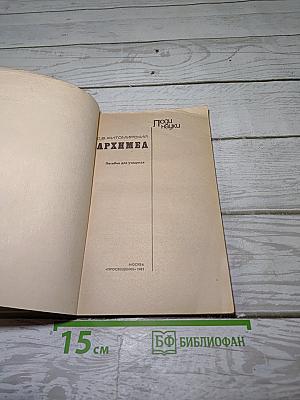 Люди
науки
С.В. ЖИТОМИРСКИЙ
АРХИМЕД
Пособие для учащихся
МОСКВА
«ПРОСВЕЩЕНИЕ» 1981
15 см
БФ БИБЛИОФАН